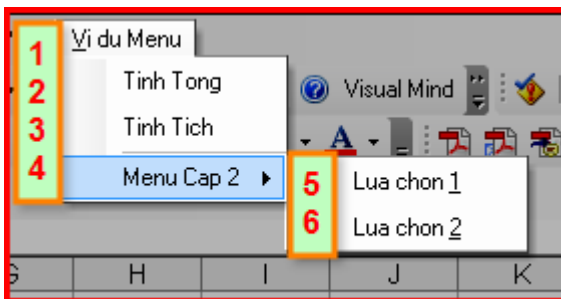 1 Vi du Menu
2 Tinh Tong Visual Mind
3 Tinh Tich A
4 Menu Cap 2 5 Lua chon 1
6 Lua chon 2
H I J K